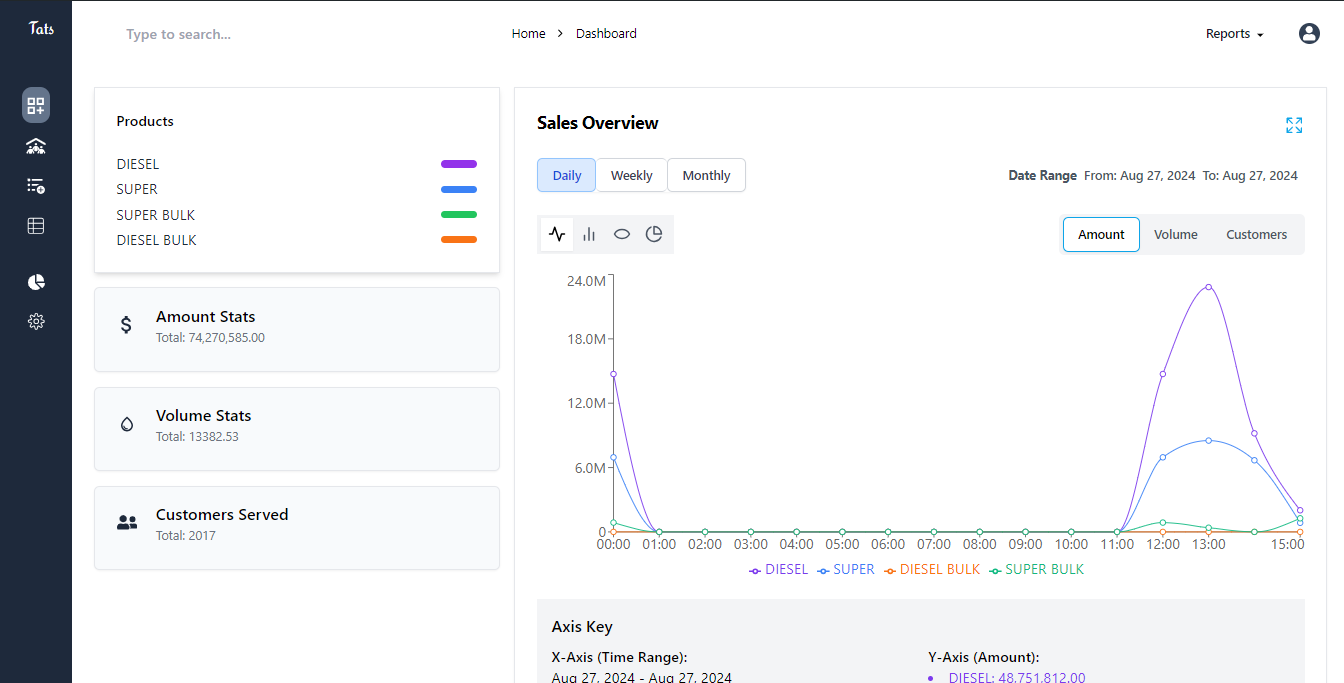 Tats
Type to search...
Home > Dashboard
Reports
Products
DIESEL
SUPER
SUPER BULK
DIESEL BULK
Amount Stats
Total: 74,270,585.00
Volume Stats
Total: 13382.53
Customers Served
Total: 2017
Sales Overview
Daily Weekly Monthly
Date Range From: Aug 27, 2024 To: Aug 27, 2024
Amount Volume Customers
24.0M
18.0M
12.0M
6.0M
0
00:00 01:00 02:00 03:00 04:00 05:00 06:00 07:00 08:00 09:00 10:00 11:00 12:00 13:00 15:00
DIESEL SUPER DIESEL BULK SUPER BULK
Axis Key
X-Axis (Time Range):
Aug 27, 2024 - Aug 27, 2024
Y-Axis (Amount):
• DIESEL: 48,751,812.00